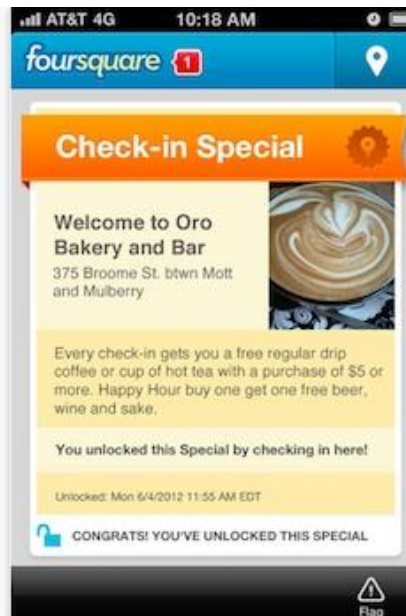 AT&T 4G 10:18 AM
foursquare 1
Check-in Special
Welcome to Oro
Bakery and Bar
375 Broome St. btwn Mott
and Mulberry
Every check-in gets you a free regular drip
coffee or cup of hot tea with a purchase of $5 or
more. Happy Hour buy one get one free beer,
wine and sake.
You unlocked this Special by checking in here!
Unlocked: Mon 6/4/2012 11:55 AM EDT
CONGRATS! YOU'VE UNLOCKED THIS SPECIAL
Flag